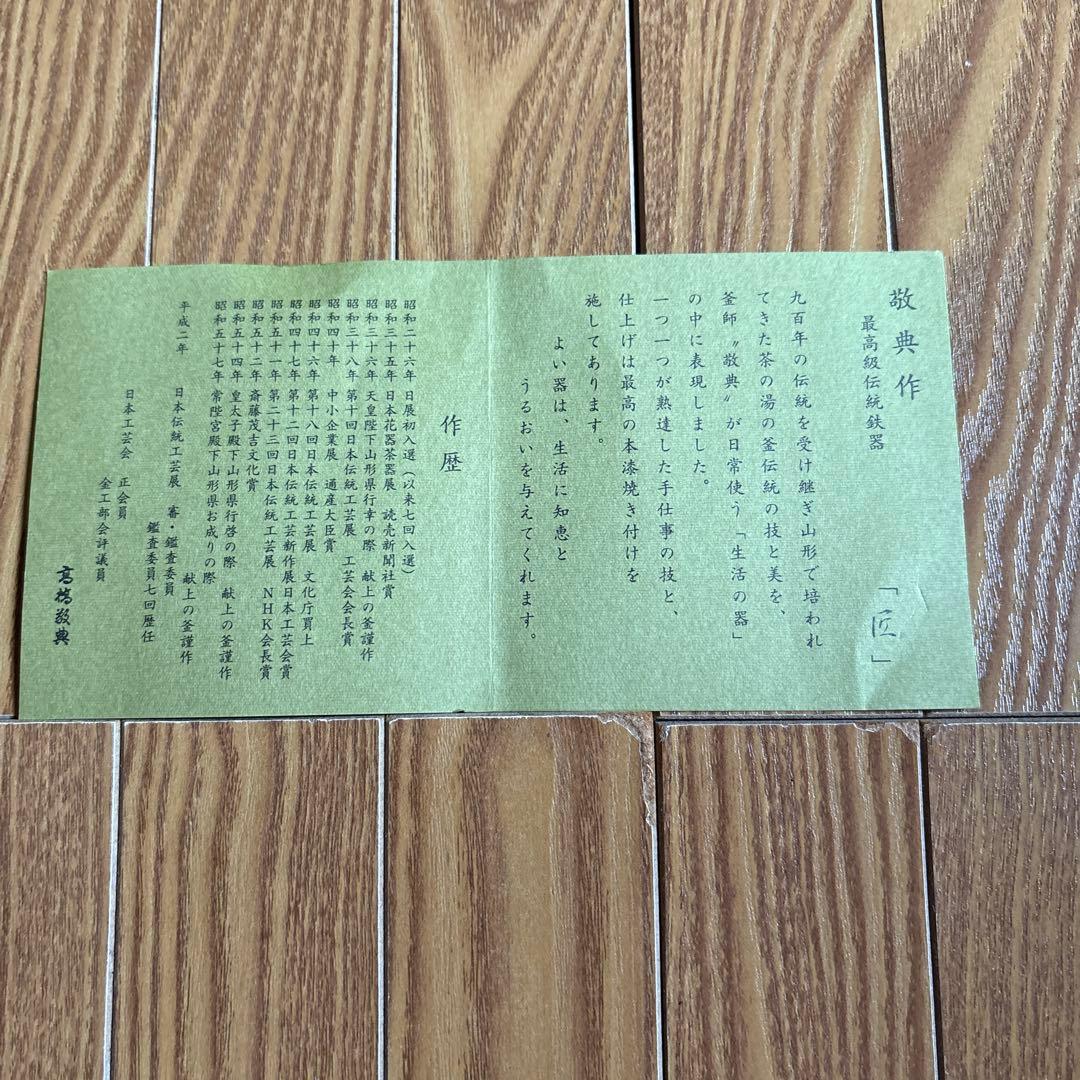 敬典作
最高級伝統鉄器　「匠」
九百年の伝統を受け継ぎ山形で培われ
てきた茶の湯の釜伝統の技と美を、
釜師〝敬典〟が日常使う「生活の器」
の中に表現しました。
一つ一つが熟達した手仕事の技と、
仕上げは最高の本漆焼き付けを
施してあります。
よい器は、生活に知恵と
うるおいを与えてくれます。
作歴
昭和二十六年　日展初入選（以来七回入選）
昭和三十五年　日本花器茶器展　読売新聞社賞
昭和三十六年　天皇陛下山形県行幸の際　献上の釜謹作
昭和三十八年　第十回日本伝統工芸展　工芸会会長賞
昭和四十年　中小企業展　通産大臣賞
昭和四十六年　第十八回日本伝統工芸展　文化庁買上
昭和四十七年　第十二回日本伝統工芸新作展日本工芸会賞
昭和五十一年　第二十三回日本伝統工芸展　ＮＨＫ会長賞
昭和五十二年　斎藤茂吉文化賞
昭和五十四年　皇太子殿下山形県行啓の際　献上の釜謹作
昭和五十七年　常陸宮殿下山形県お成りの際
献上の釜謹作
平成二年　日本伝統工芸展　審・鑑査委員
鑑査委員七回歴任
日本工芸会　正会員
金工部会評議員
高橋敬典